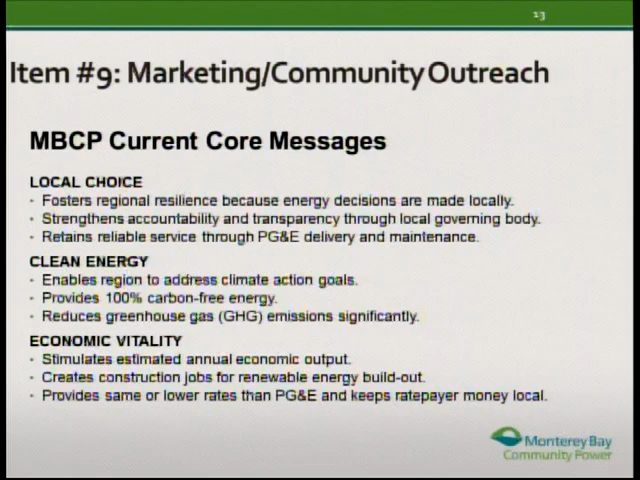 13
Item #9: Marketing/Community Outreach
MBCP Current Core Messages
LOCAL CHOICE
• Fosters regional resilience because energy decisions are made locally.
• Strengthens accountability and transparency through local governing body.
• Retains reliable service through PG&E delivery and maintenance.
CLEAN ENERGY
• Enables region to address climate action goals.
• Provides 100% carbon-free energy.
• Reduces greenhouse gas (GHG) emissions significantly.
ECONOMIC VITALITY
• Stimulates estimated annual economic output.
• Creates construction jobs for renewable energy build-out.
• Provides same or lower rates than PG&E and keeps ratepayer money local.
Monterey Bay
Community Power